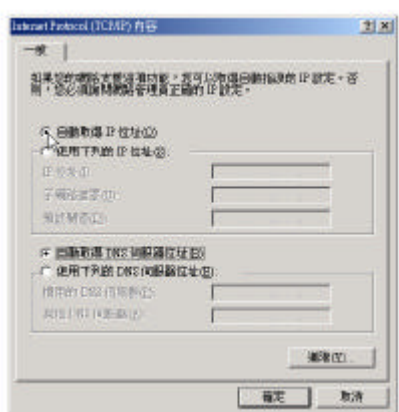 Internet Protocol (TCP/IP) 內容
一般
如果您的網路支援這項功能，您可以取得自動指派的 IP 設定。否
則，您必須詢問網路管理員正確的 IP 設定。
自動取得 IP 位址(O)
使用下列的 IP 位址(S):
IP 位址(I):
子網路遮罩(U):
預設閘道(D):
自動取得 DNS 伺服器位址(B)
使用下列的 DNS 伺服器位址(E):
慣用的 DNS 伺服器(P):
其他 DNS 伺服器(A):
進階(V)...
確定
取消